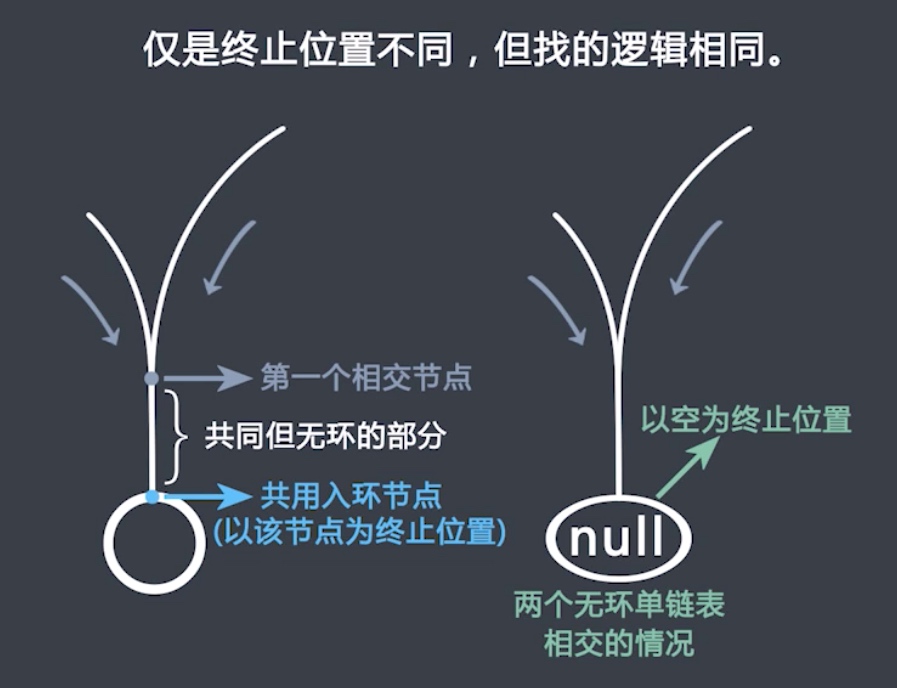 仅是终止位置不同，但找的逻辑相同。
第一个相交节点
共同但无环的部分
共用入环节点
(以该节点为终止位置)
以空为终止位置
null
两个无环单链表
相交的情况